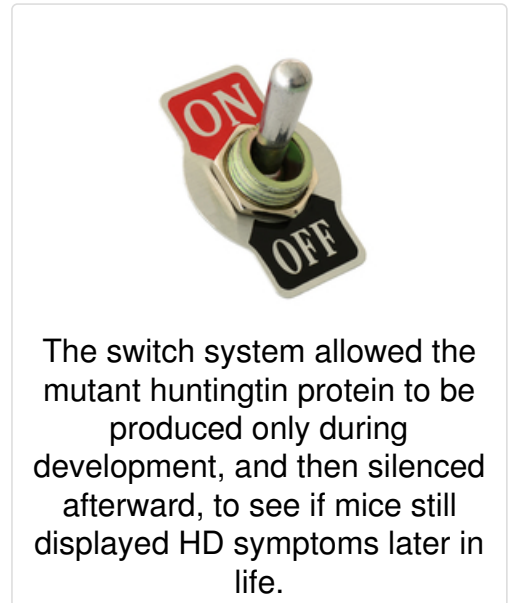 ON
OFF
The switch system allowed the
mutant huntingtin protein to be
produced only during
development, and then silenced
afterward, to see if mice still
displayed HD symptoms later in
life.